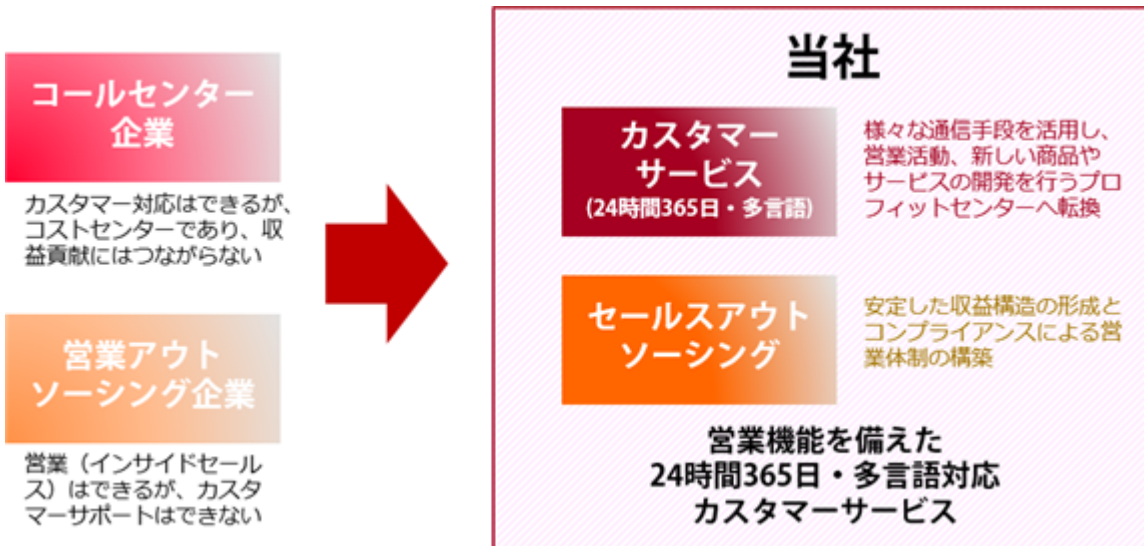 コールセンター
企業
カスタマー対応はできるが、
コストセンターであり、収
益貢献にはつながらない
営業アウト
ソーシング企業
営業（インサイドセール
ス）はできるが、カスタ
マーサポートはできない
当社
カスタマー
サービス
(24時間365日・多言語)
様々な通信手段を活用し、
営業活動、新しい商品や
サービスの開発を行うプロ
フィットセンターへ転換
セールスアウト
ソーシング
安定した収益構造の形成と
コンプライアンスによる営
業体制の構築
営業機能を備えた
24時間365日・多言語対応
カスタマーサービス